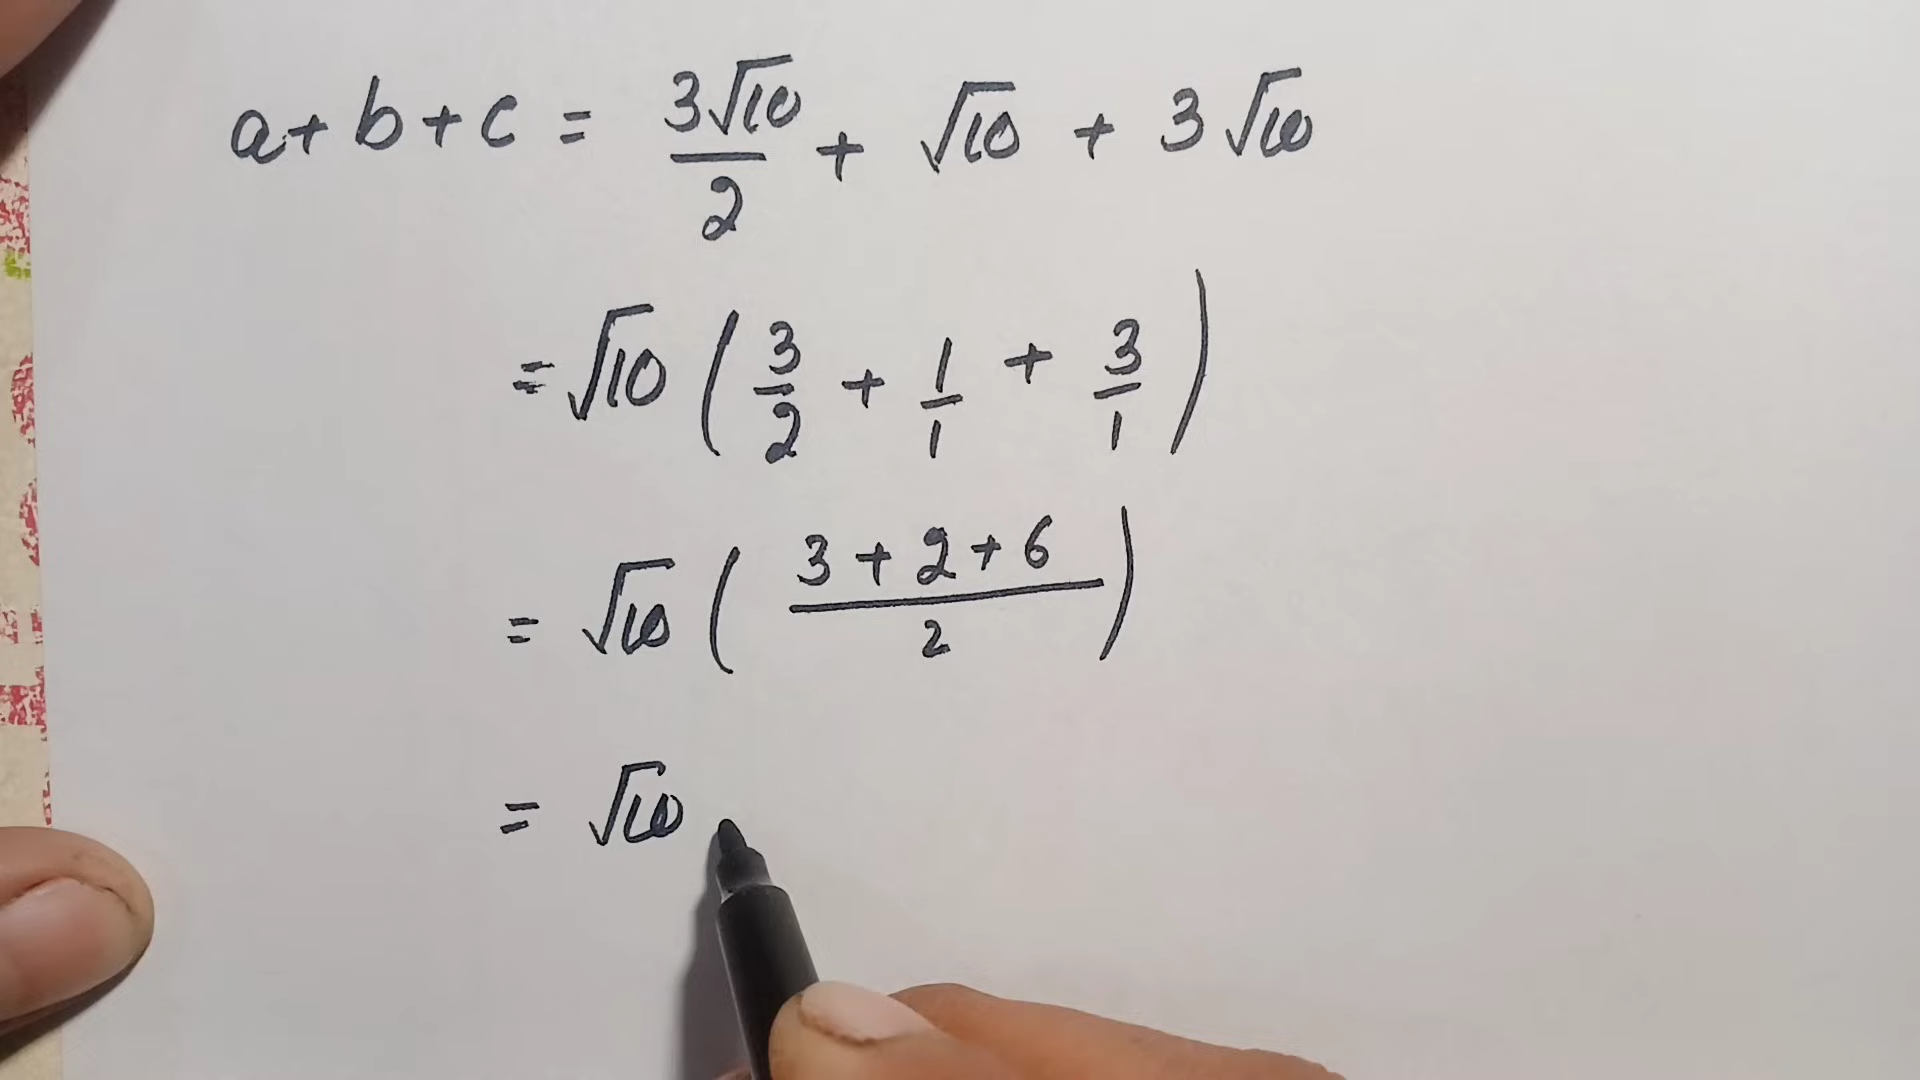 a + b + c = 3√10/2 + √10 + 3√10
= √10 ( 3/2 + 1/1 + 3/1 )
= √10 ( 3 + 2 + 6 / 2 )
= √10